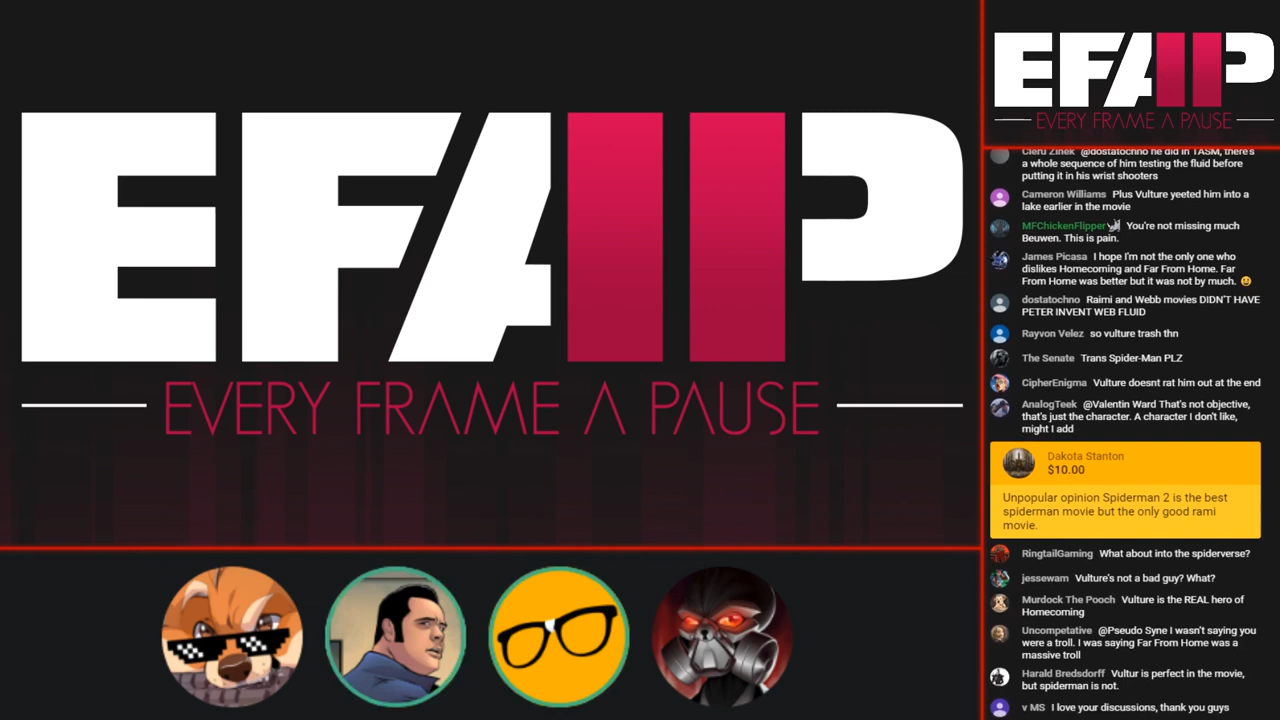 EFAP
EVERY FRAME A PAUSE
EFAP
EVERY FRAME A PAUSE
Cleru Zinek @dostatochno he did in TASM, there's
a whole sequence of him testing the fluid before
putting it in his wrist shooters
Cameron Williams Plus Vulture yeeted him into a
lake earlier in the movie
MFChickenFlipper You're not missing much
Beuwen. This is pain.
James Picasa I hope I'm not the only one who
dislikes Homecoming and Far From Home. Far
From Home was better but it was not by much. 😃
dostatochno Raimi and Webb movies DIDN'T HAVE
PETER INVENT WEB FLUID
Rayvon Velez so vulture trash thn
The Senate Trans Spider-Man PLZ
CipherEnigma Vulture doesnt rat him out at the end
AnalogTeek @Valentin Ward That's not objective,
that's just the character. A character I don't like,
might I add
Dakota Stanton
$10.00
Unpopular opinion Spiderman 2 is the best
spiderman movie but the only good rami
movie.
RingtailGaming What about into the spiderverse?
jessewam Vulture's not a bad guy? What?
Murdock The Pooch Vulture is the REAL hero of
Homecoming
Uncompetative @Pseudo Syne I wasn't saying you
were a troll. I was saying Far From Home was a
massive troll
Harald Bredsdorff Vultur is perfect in the movie,
but spiderman is not.
v MS I love your discussions, thank you guys